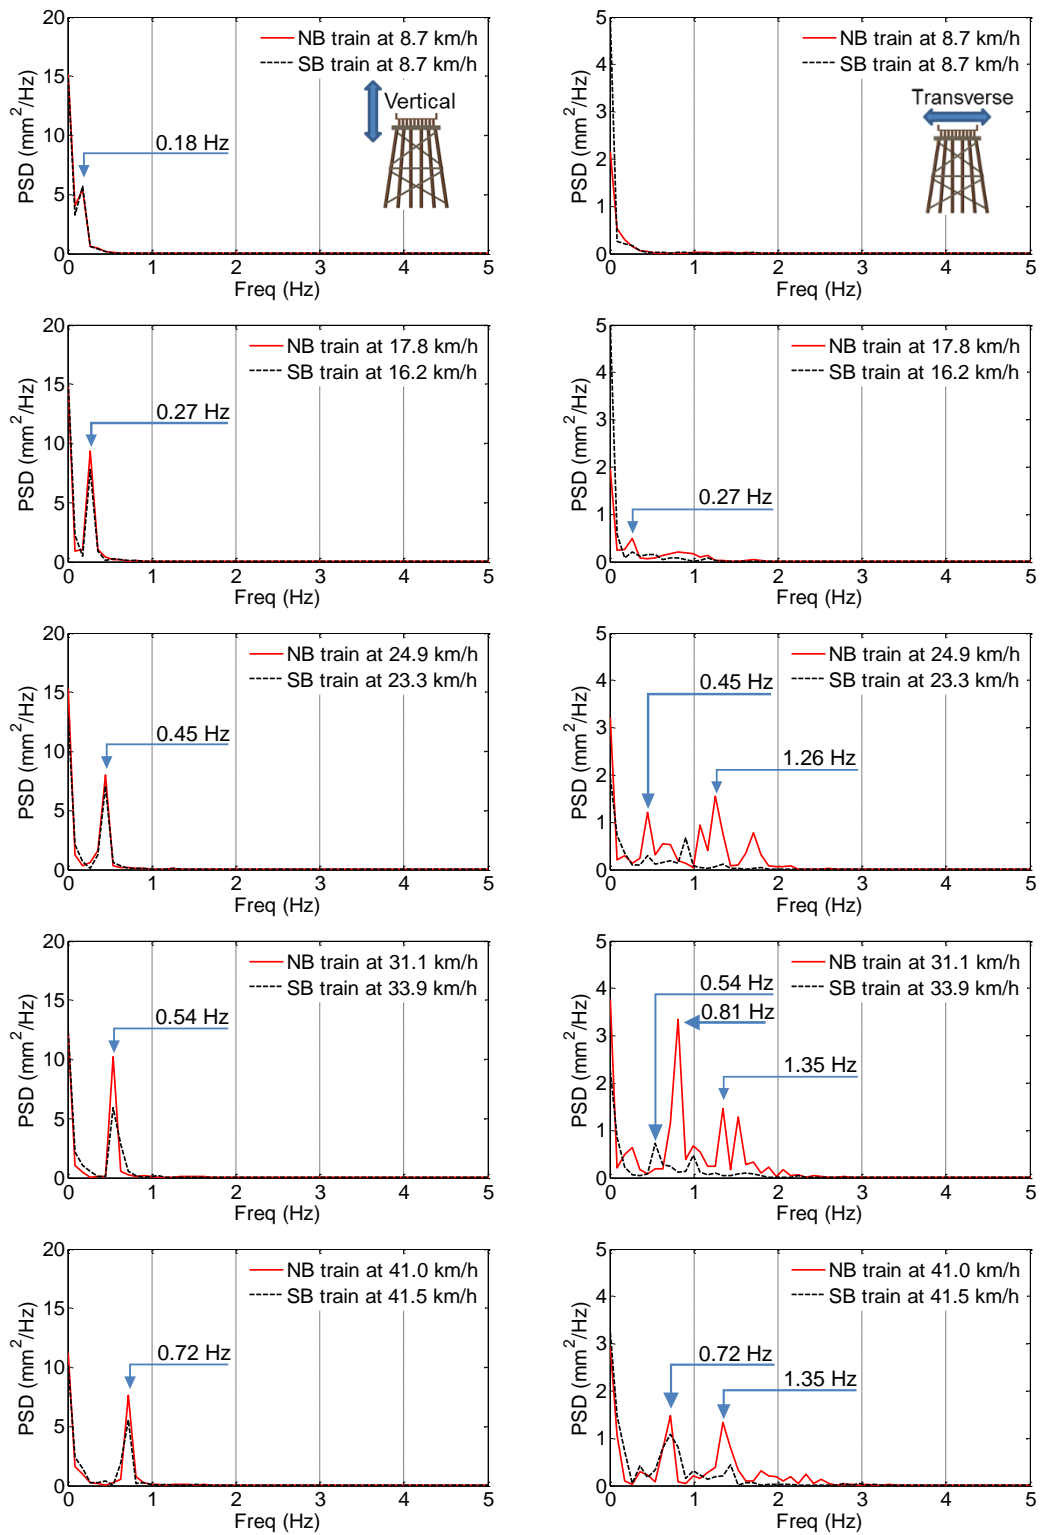 20
15
10
5
0
PSD (mm²/Hz)
NB train at 8.7 km/h
SB train at 8.7 km/h
Vertical
0.18 Hz
0 1 2 3 4 5
Freq (Hz)
5
4
3
2
1
0
PSD (mm²/Hz)
NB train at 8.7 km/h
SB train at 8.7 km/h
Transverse
0 1 2 3 4 5
Freq (Hz)
20
15
10
5
0
PSD (mm²/Hz)
NB train at 17.8 km/h
SB train at 16.2 km/h
0.27 Hz
0 1 2 3 4 5
Freq (Hz)
5
4
3
2
1
0
PSD (mm²/Hz)
NB train at 17.8 km/h
SB train at 16.2 km/h
0.27 Hz
0 1 2 3 4 5
Freq (Hz)
20
15
10
5
0
PSD (mm²/Hz)
NB train at 24.9 km/h
SB train at 23.3 km/h
0.45 Hz
0 1 2 3 4 5
Freq (Hz)
5
4
3
2
1
0
PSD (mm²/Hz)
NB train at 24.9 km/h
SB train at 23.3 km/h
0.45 Hz
1.26 Hz
0 1 2 3 4 5
Freq (Hz)
20
15
10
5
0
PSD (mm²/Hz)
NB train at 31.1 km/h
SB train at 33.9 km/h
0.54 Hz
0 1 2 3 4 5
Freq (Hz)
5
4
3
2
1
0
PSD (mm²/Hz)
NB train at 31.1 km/h
SB train at 33.9 km/h
0.54 Hz
0.81 Hz
1.35 Hz
0 1 2 3 4 5
Freq (Hz)
20
15
10
5
0
PSD (mm²/Hz)
NB train at 41.0 km/h
SB train at 41.5 km/h
0.72 Hz
0 1 2 3 4 5
Freq (Hz)
5
4
3
2
1
0
PSD (mm²/Hz)
NB train at 41.0 km/h
SB train at 41.5 km/h
0.72 Hz
1.35 Hz
0 1 2 3 4 5
Freq (Hz)